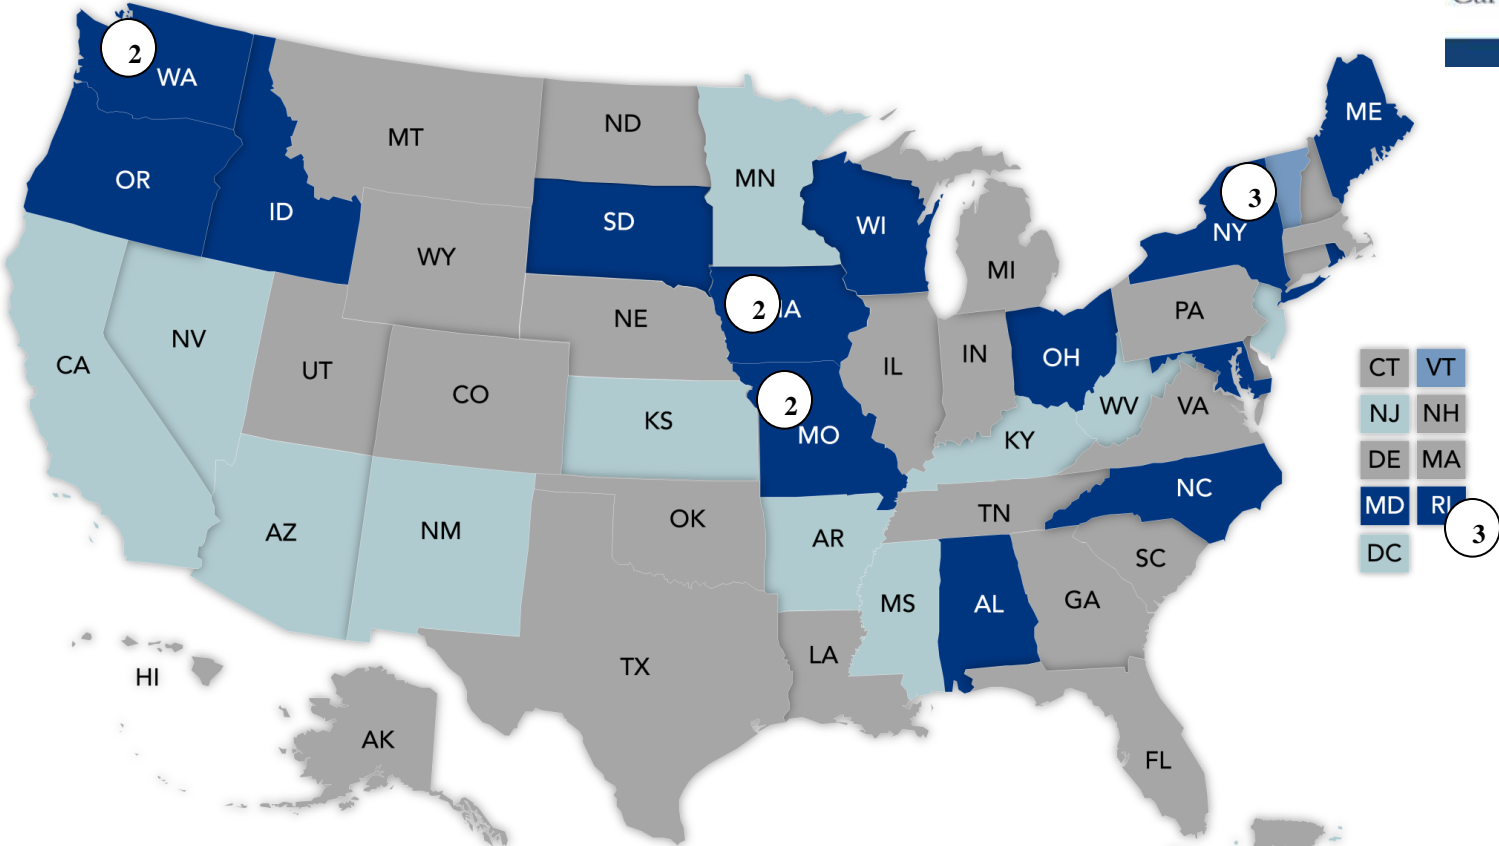 2
WA
ME
MT
ND
OR
MN
3
ID
SD
WI
NY
WY
MI
2
IA
NE
PA
NV
CA
UT
CO
IL
IN
OH
CT
VT
2
WV
VA
KS
MO
KY
NJ
NH
DE
MA
NC
MD
RI
AZ
NM
OK
TN
3
AR
SC
DC
MS
AL
GA
HI
TX
LA
AK
FL